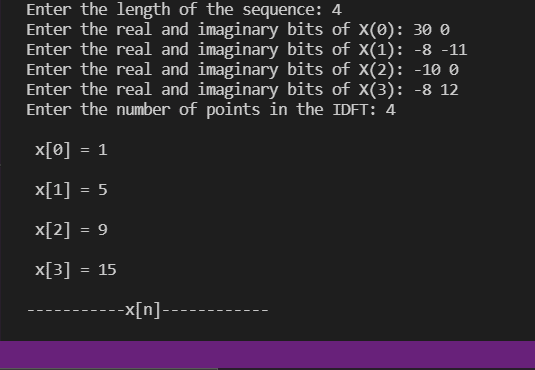 Enter the length of the sequence: 4
Enter the real and imaginary bits of X(0): 30 0
Enter the real and imaginary bits of X(1): -8 -11
Enter the real and imaginary bits of X(2): -10 0
Enter the real and imaginary bits of X(3): -8 12
Enter the number of points in the IDFT: 4
x[0] = 1
x[1] = 5
x[2] = 9
x[3] = 15
-----------x[n]------------